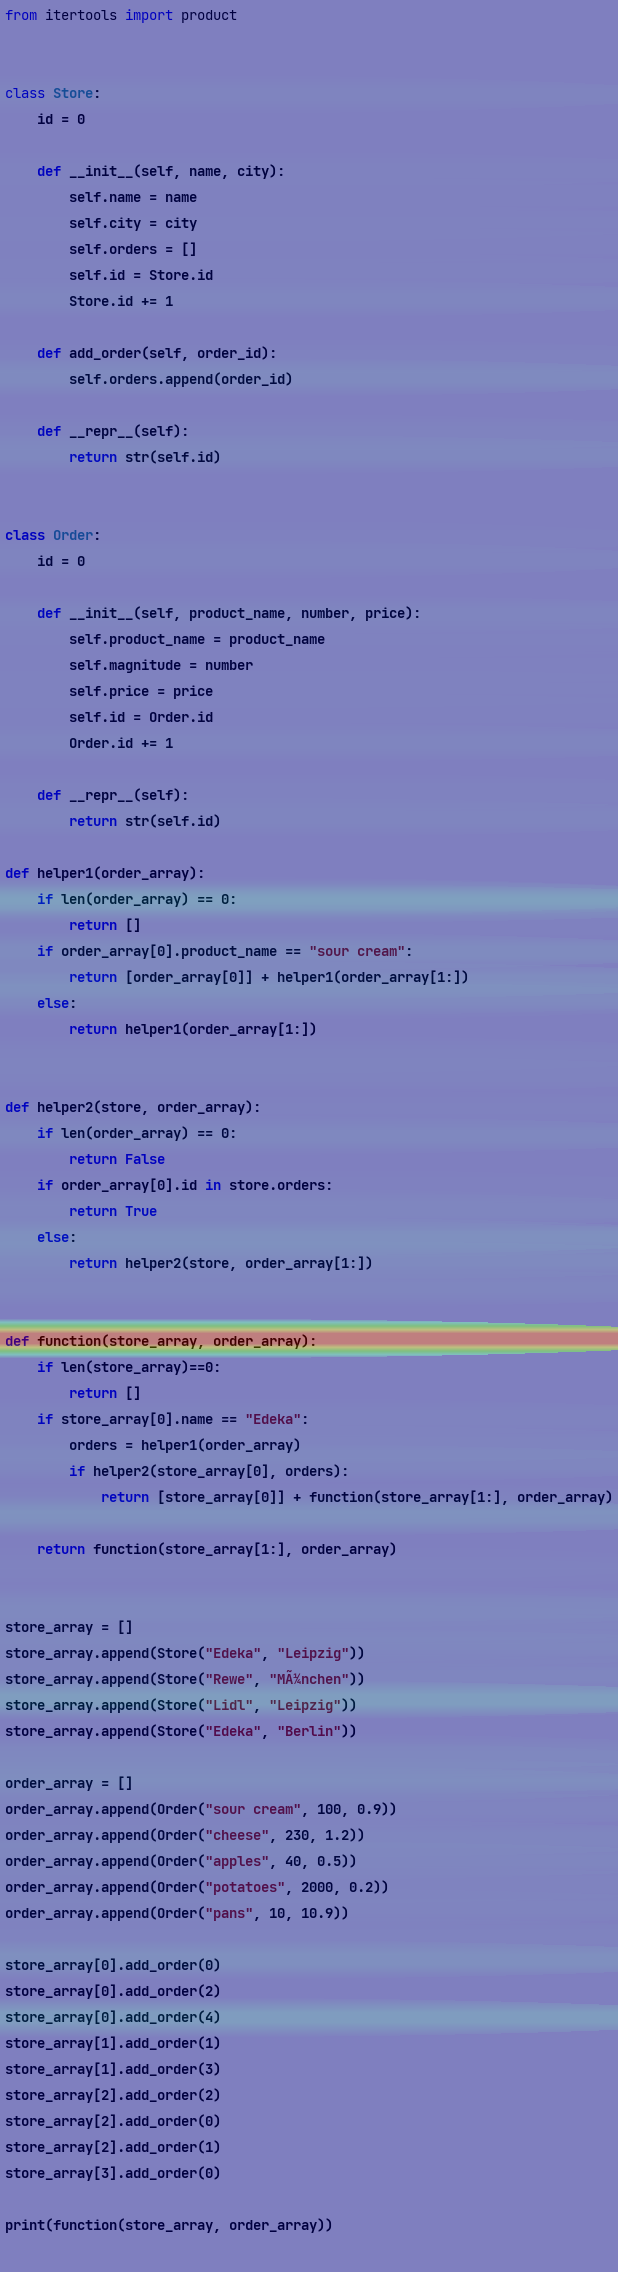 from itertools import product
class Store:
    id = 0
    def __init__(self, name, city):
        self.name = name
        self.city = city
        self.orders = []
        self.id = Store.id
        Store.id += 1
    def add_order(self, order_id):
        self.orders.append(order_id)
    def __repr__(self):
        return str(self.id)
class Order:
    id = 0
    def __init__(self, product_name, number, price):
        self.product_name = product_name
        self.magnitude = number
        self.price = price
        self.id = Order.id
        Order.id += 1
    def __repr__(self):
        return str(self.id)
def helper1(order_array):
    if len(order_array) == 0:
        return []
    if order_array[0].product_name == "sour cream":
        return [order_array[0]] + helper1(order_array[1:])
    else:
        return helper1(order_array[1:])
def helper2(store, order_array):
    if len(order_array) == 0:
        return False
    if order_array[0].id in store.orders:
        return True
    else:
        return helper2(store, order_array[1:])
def function(store_array, order_array):
    if len(store_array)==0:
        return []
    if store_array[0].name == "Edeka":
        orders = helper1(order_array)
        if helper2(store_array[0], orders):
            return [store_array[0]] + function(store_array[1:], order_array)
    return function(store_array[1:], order_array)
store_array = []
store_array.append(Store("Edeka", "Leipzig"))
store_array.append(Store("Rewe", "MÃ¼nchen"))
store_array.append(Store("Lidl", "Leipzig"))
store_array.append(Store("Edeka", "Berlin"))
order_array = []
order_array.append(Order("sour cream", 100, 0.9))
order_array.append(Order("cheese", 230, 1.2))
order_array.append(Order("apples", 40, 0.5))
order_array.append(Order("potatoes", 2000, 0.2))
order_array.append(Order("pans", 10, 10.9))
store_array[0].add_order(0)
store_array[0].add_order(2)
store_array[0].add_order(4)
store_array[1].add_order(1)
store_array[1].add_order(3)
store_array[2].add_order(2)
store_array[2].add_order(0)
store_array[2].add_order(1)
store_array[3].add_order(0)
print(function(store_array, order_array))